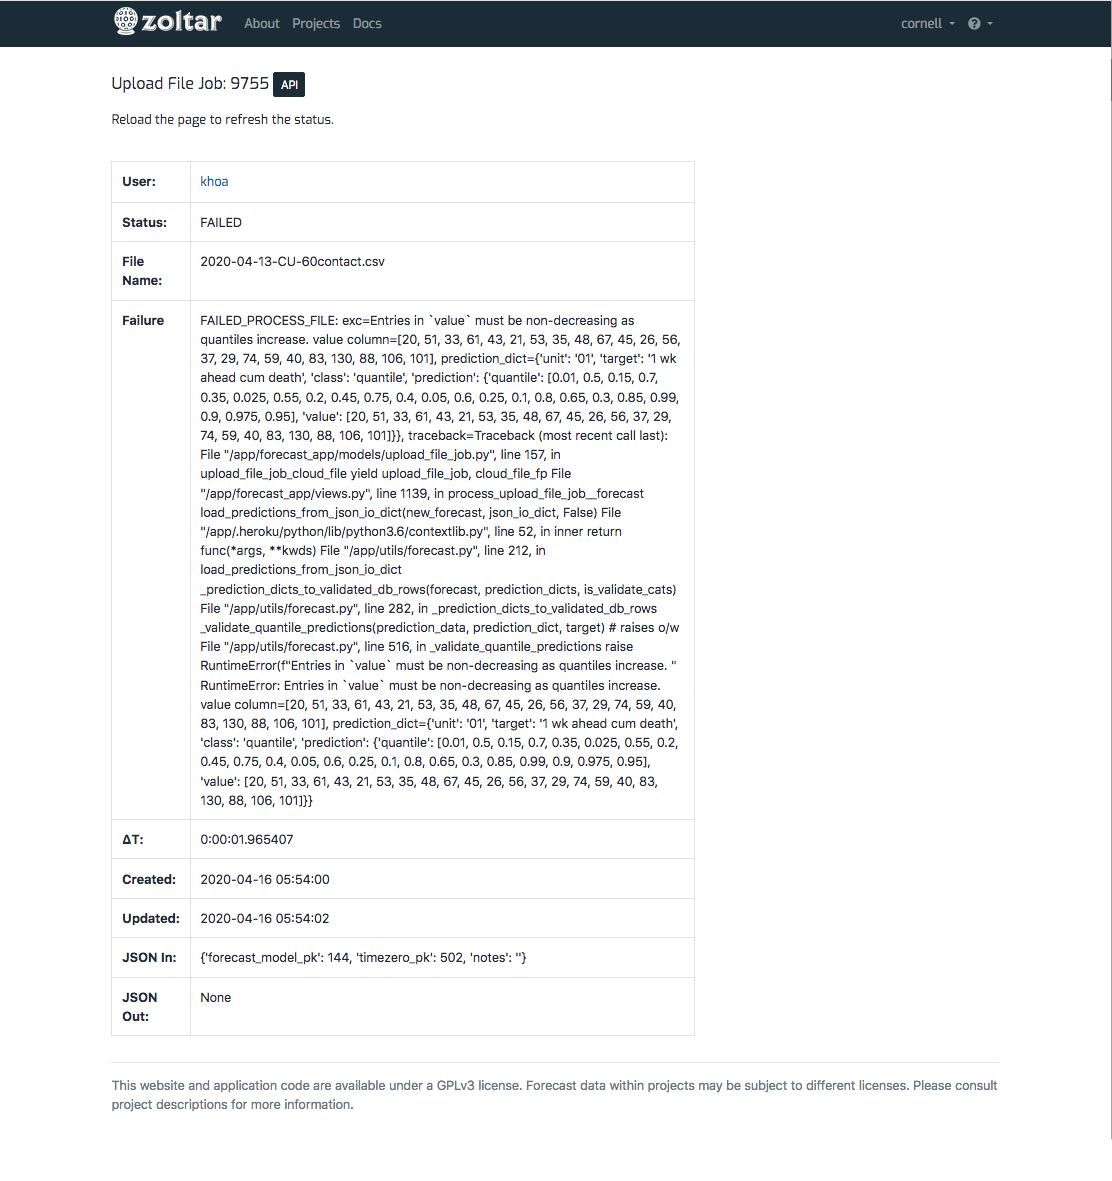 zoltar About Projects Docs cornell
Upload File Job: 9755 API
Reload the page to refresh the status.
User: khoa
Status: FAILED
File Name: 2020-04-13-CU-60contact.csv
Failure FAILED_PROCESS_FILE: exc=Entries in `value` must be non-decreasing as
quantiles increase. value column=[20, 51, 33, 61, 43, 21, 53, 35, 48, 67, 45, 26, 56,
37, 29, 74, 59, 40, 83, 130, 88, 106, 101], prediction_dict={'unit': '01', 'target': '1 wk
ahead cum death', 'class': 'quantile', 'prediction': {'quantile': [0.01, 0.5, 0.15, 0.7,
0.35, 0.025, 0.55, 0.2, 0.45, 0.75, 0.4, 0.05, 0.6, 0.25, 0.1, 0.8, 0.65, 0.3, 0.85, 0.99,
0.9, 0.975, 0.95], 'value': [20, 51, 33, 61, 43, 21, 53, 35, 48, 67, 45, 26, 56, 37, 29,
74, 59, 40, 83, 130, 88, 106, 101]}}, traceback=Traceback (most recent call last):
File "/app/forecast_app/models/upload_file_job.py", line 157, in
upload_file_job_cloud_file yield upload_file_job, cloud_file_fp File
"/app/forecast_app/views.py", line 1139, in process_upload_file_job__forecast
load_predictions_from_json_io_dict(new_forecast, json_io_dict, False) File
"/app/.heroku/python/lib/python3.6/contextlib.py", line 52, in inner return
func(*args, **kwds) File "/app/utils/forecast.py", line 212, in
load_predictions_from_json_io_dict
_prediction_dicts_to_validated_db_rows(forecast, prediction_dicts, is_validate_cats)
File "/app/utils/forecast.py", line 282, in _prediction_dicts_to_validated_db_rows
_validate_quantile_predictions(prediction_data, prediction_dict, target) # raises o/w
File "/app/utils/forecast.py", line 516, in _validate_quantile_predictions raise
RuntimeError(f"Entries in `value` must be non-decreasing as quantiles increase. "
RuntimeError: Entries in `value` must be non-decreasing as quantiles increase.
value column=[20, 51, 33, 61, 43, 21, 53, 35, 48, 67, 45, 26, 56, 37, 29, 74, 59, 40,
83, 130, 88, 106, 101], prediction_dict={'unit': '01', 'target': '1 wk ahead cum death',
'class': 'quantile', 'prediction': {'quantile': [0.01, 0.5, 0.15, 0.7, 0.35, 0.025, 0.55, 0.2,
0.45, 0.75, 0.4, 0.05, 0.6, 0.25, 0.1, 0.8, 0.65, 0.3, 0.85, 0.99, 0.9, 0.975, 0.95],
'value': [20, 51, 33, 61, 43, 21, 53, 35, 48, 67, 45, 26, 56, 37, 29, 74, 59, 40, 83,
130, 88, 106, 101]}}
ΔT: 0:00:01.965407
Created: 2020-04-16 05:54:00
Updated: 2020-04-16 05:54:02
JSON In: {'forecast_model_pk': 144, 'timezero_pk': 502, 'notes': ''}
JSON Out: None
This website and application code are available under a GPLv3 license. Forecast data within projects may be subject to different licenses. Please consult
project descriptions for more information.